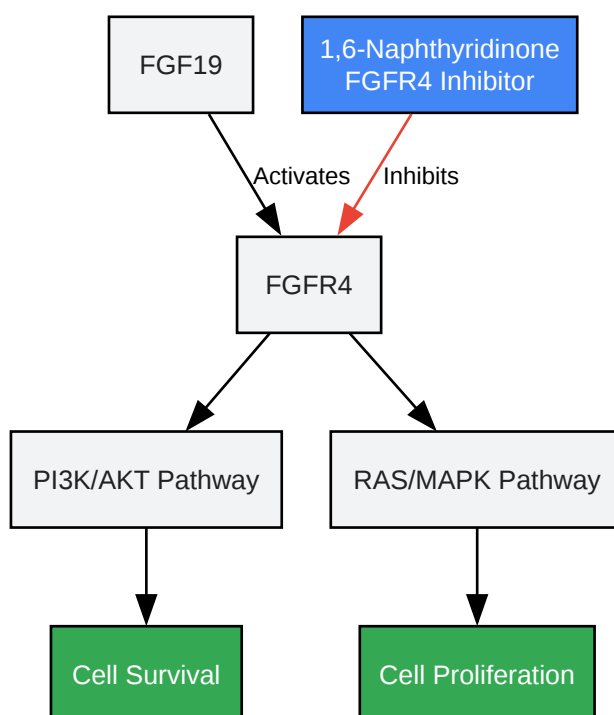 FGF19
1,6-Naphthyridinone
FGFR4 Inhibitor
Activates
Inhibits
FGFR4
PI3K/AKT Pathway
RAS/MAPK Pathway
Cell Survival
Cell Proliferation